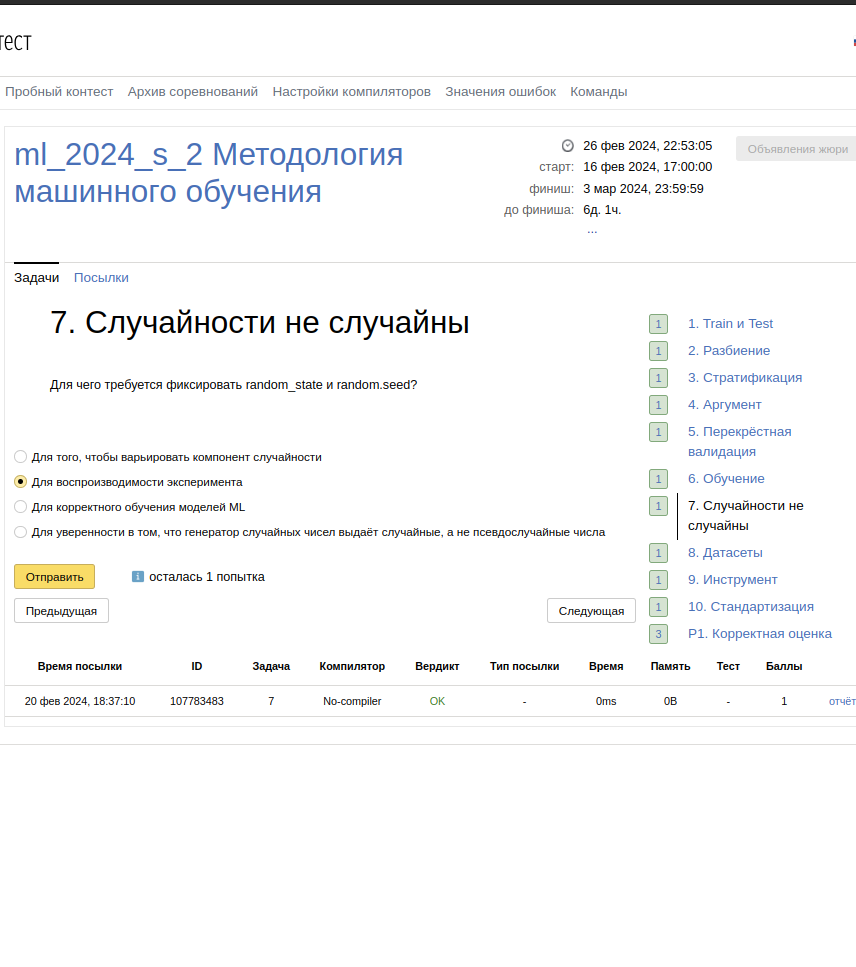 тест
Пробный контест Архив соревнований Настройки компиляторов Значения ошибок Команды
ml_2024_s_2 Методология
машинного обучения
26 фев 2024, 22:53:05
старт: 16 фев 2024, 17:00:00
финиш: 3 мар 2024, 23:59:59
до финиша: 6д. 1ч.
...
Объявления жюри
Задачи Посылки
7. Случайности не случайны
Для чего требуется фиксировать random_state и random.seed?
Для того, чтобы варьировать компонент случайности
Для воспроизводимости эксперимента
Для корректного обучения моделей ML
Для уверенности в том, что генератор случайных чисел выдаёт случайные, а не псевдослучайные числа
Отправить
i осталась 1 попытка
Предыдущая Следующая
1 1. Train и Test
1 2. Разбиение
1 3. Стратификация
1 4. Аргумент
1 5. Перекрёстная
валидация
1 6. Обучение
1 7. Случайности не
случайны
1 8. Датасеты
1 9. Инструмент
1 10. Стандартизация
3 P1. Корректная оценка
Время посылки ID Задача Компилятор Вердикт Тип посылки Время Память Тест Баллы
20 фев 2024, 18:37:10 107783483 7 No-compiler OK - 0ms 0B - 1 отчёт